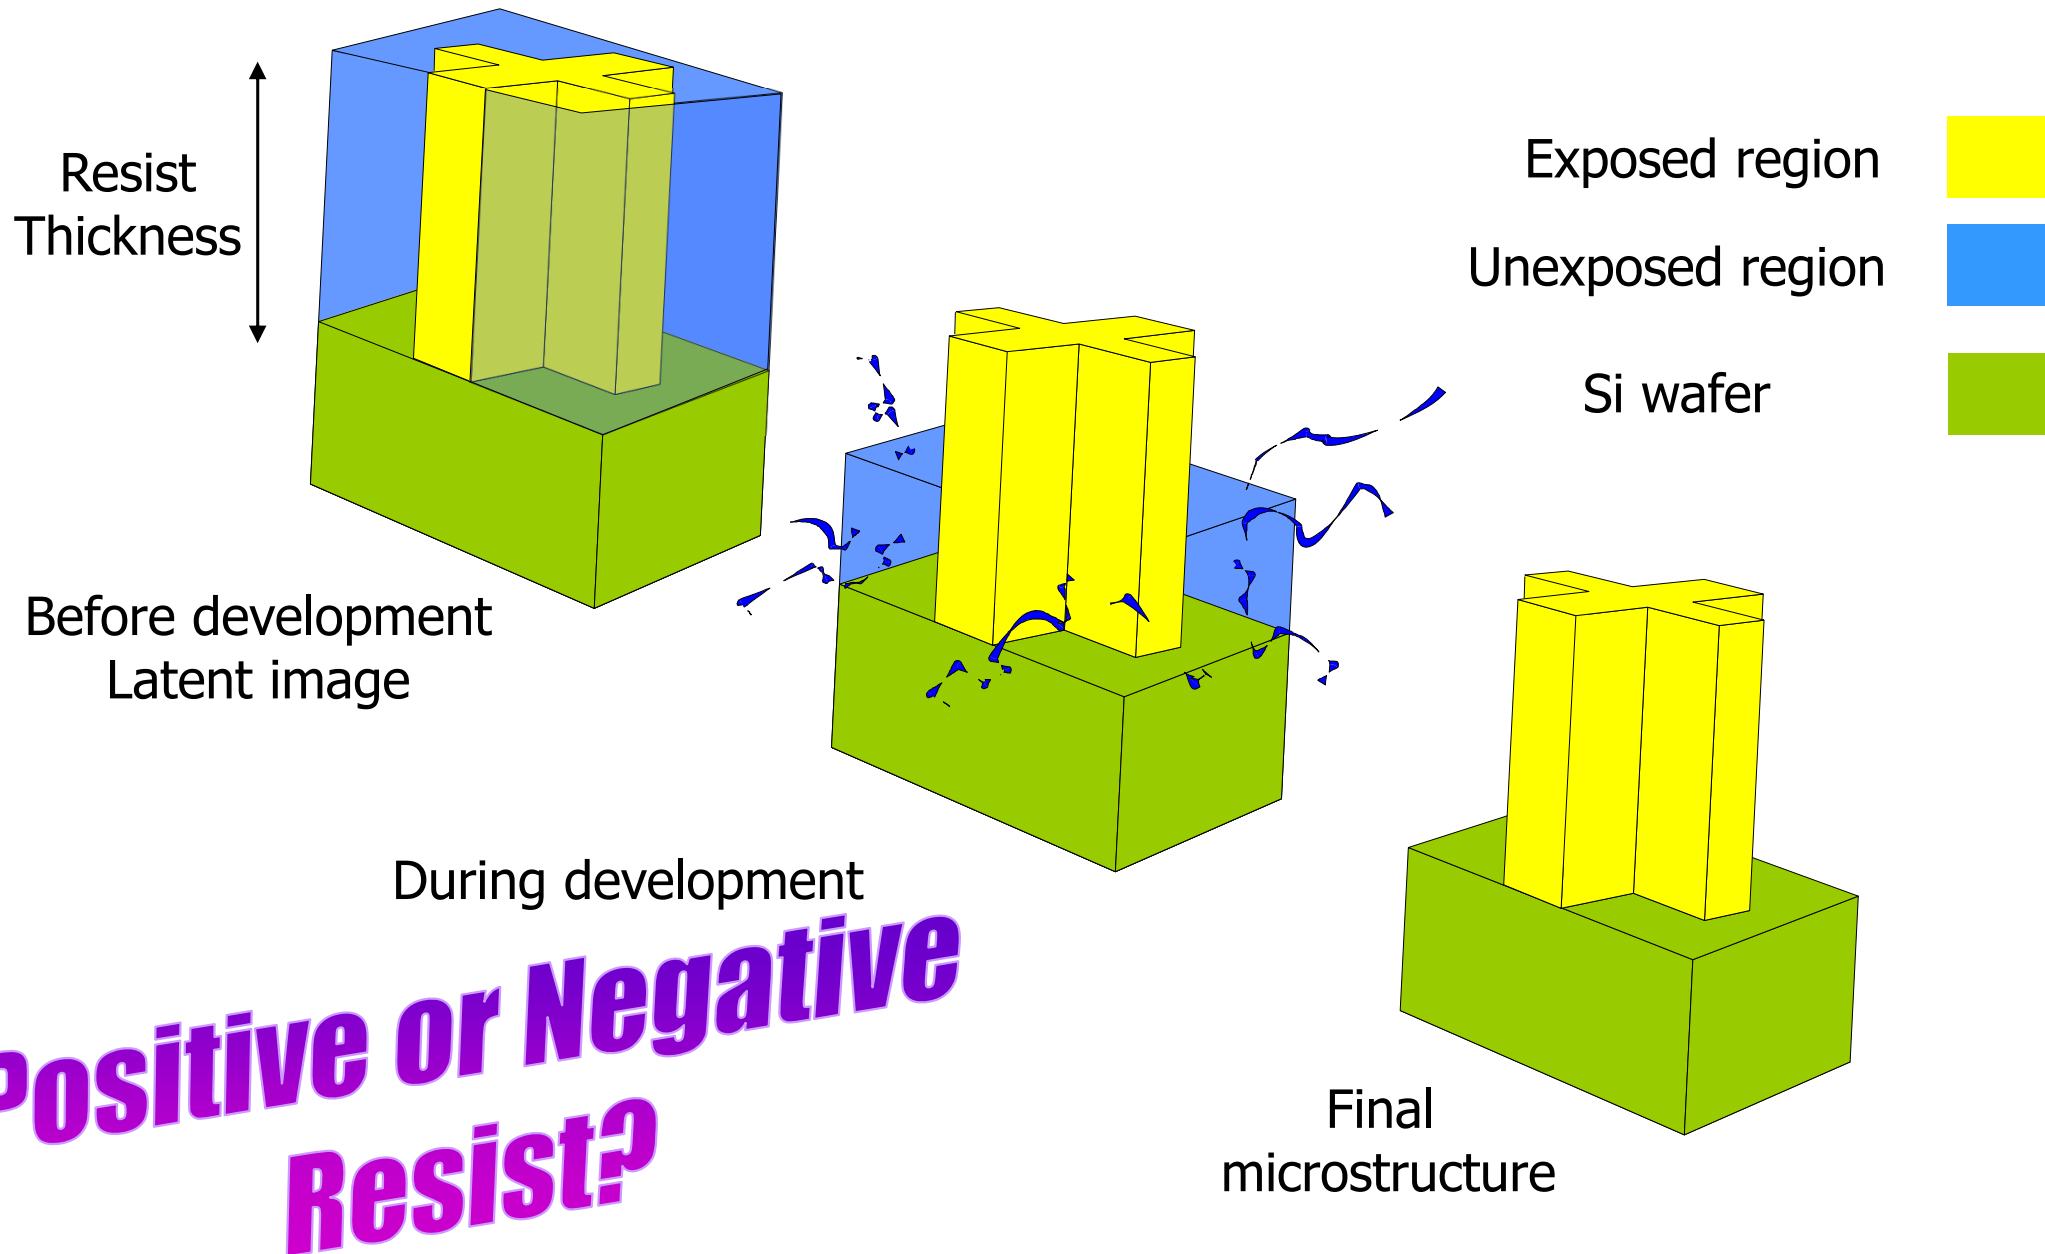 Resist
Thickness
Exposed region
Unexposed region
Si wafer
Before development
Latent image
During development
Positive or Negative
Resist?
Final
microstructure